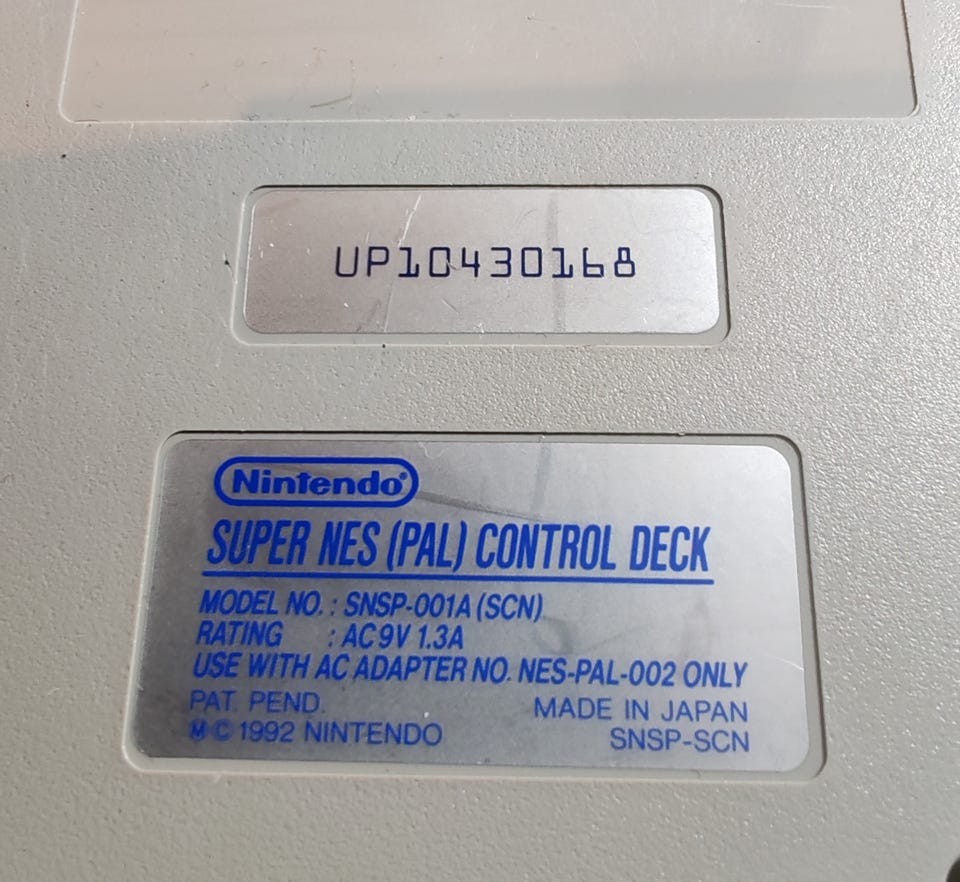 UP10430168
Nintendo®
SUPER NES (PAL) CONTROL DECK
MODEL NO. : SNSP-001A (SCN)
RATING : AC 9V 1.3A
USE WITH AC ADAPTER NO. NES-PAL-002 ONLY
PAT. PEND. MADE IN JAPAN
Ⓜ© 1992 NINTENDO SNSP-SCN